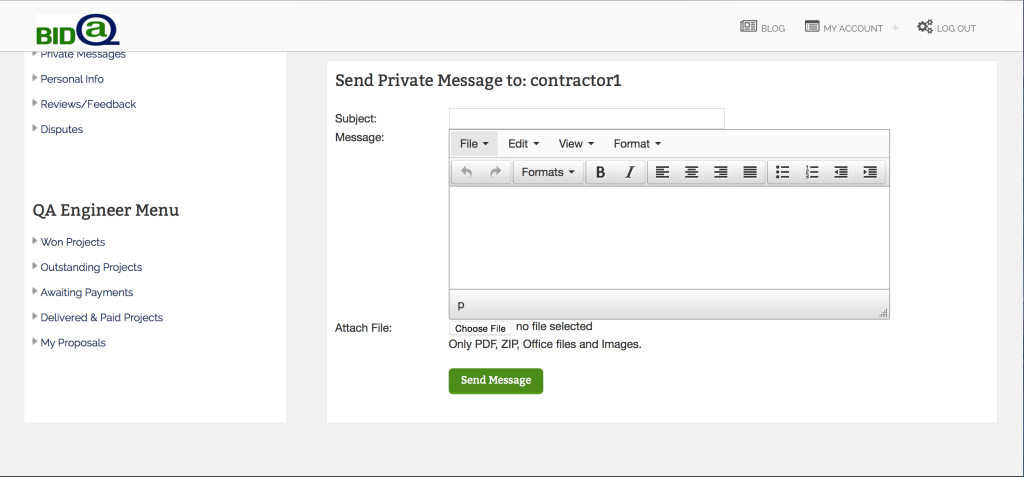 BIDQa
BLOG
MY ACCOUNT
LOG OUT
Private Messages
Personal Info
Reviews/Feedback
Disputes
QA Engineer Menu
Won Projects
Outstanding Projects
Awaiting Payments
Delivered & Paid Projects
My Proposals
Send Private Message to: contractor1
Subject:
Message:
File Edit View Format
Formats B I
p
Attach File: Choose File no file selected
Only PDF, ZIP, Office files and Images.
Send Message